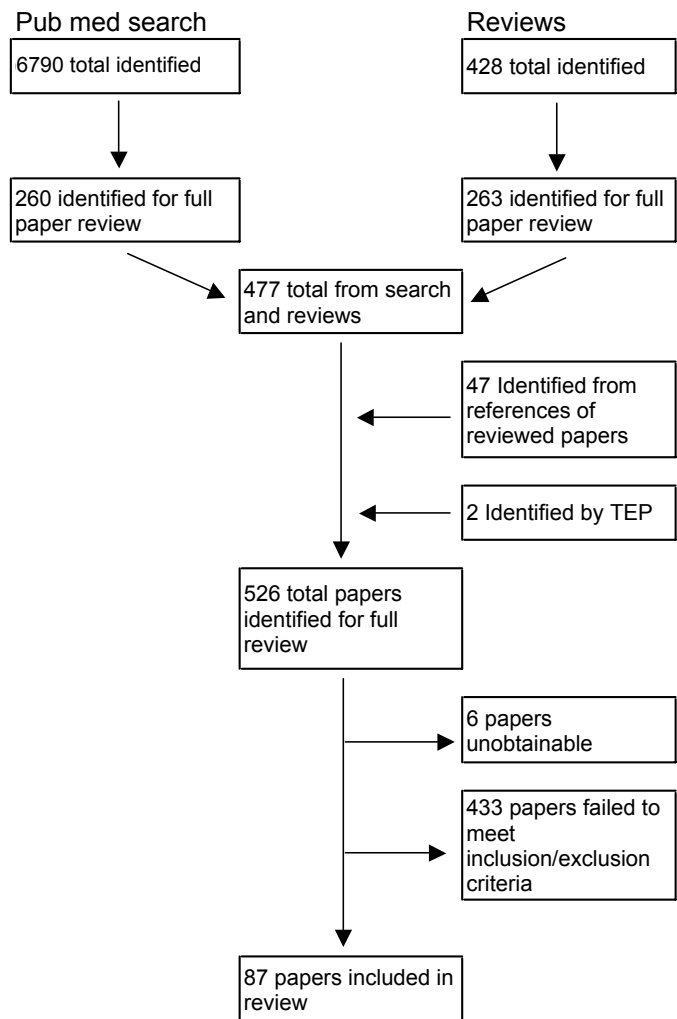 Pub med search
Reviews
6790 total identified
428 total identified
260 identified for full
paper review
263 identified for full
paper review
477 total from search
and reviews
47 Identified from
references of
reviewed papers
2 Identified by TEP
526 total papers
identified for full
review
6 papers
unobtainable
433 papers failed to
meet
inclusion/exclusion
criteria
87 papers included in
review